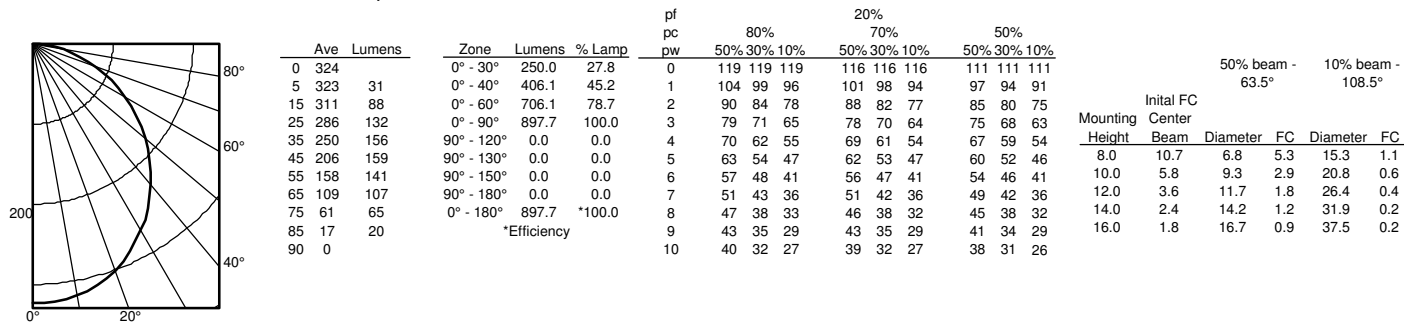 pf 20%
pc 80% 70% 50%
pw 50% 30% 10% 50% 30% 10% 50% 30% 10%
0 119 119 119 116 116 116 111 111 111
1 104 99 96 101 98 94 97 94 91
2 90 84 78 88 82 77 85 80 75
3 79 71 65 78 70 64 75 68 63
4 70 62 55 69 61 54 67 59 54
5 63 54 47 62 53 47 60 52 46
6 57 48 41 56 47 41 54 46 41
7 51 43 36 51 42 36 49 42 36
8 47 38 33 46 38 32 45 38 32
9 43 35 29 43 35 29 41 34 29
10 40 32 27 39 32 27 38 31 26
80°
60°
200
40°
0° 20°
Ave Lumens
0 324
5 323 31
15 311 88
25 286 132
35 250 156
45 206 159
55 158 141
65 109 107
75 61 65
85 17 20
90 0
Zone Lumens % Lamp
0° - 30° 250.0 27.8
0° - 40° 406.1 45.2
0° - 60° 706.1 78.7
0° - 90° 897.7 100.0
90° - 120° 0.0 0.0
90° - 130° 0.0 0.0
90° - 150° 0.0 0.0
90° - 180° 0.0 0.0
0° - 180° 897.7 *100.0
*Efficiency
50% beam - 10% beam -
63.5° 108.5°
Inital FC
Mounting Center
Height Beam Diameter FC Diameter FC
8.0 10.7 6.8 5.3 15.3 1.1
10.0 5.8 9.3 2.9 20.8 0.6
12.0 3.6 11.7 1.8 26.4 0.4
14.0 2.4 14.2 1.2 31.9 0.2
16.0 1.8 16.7 0.9 37.5 0.2